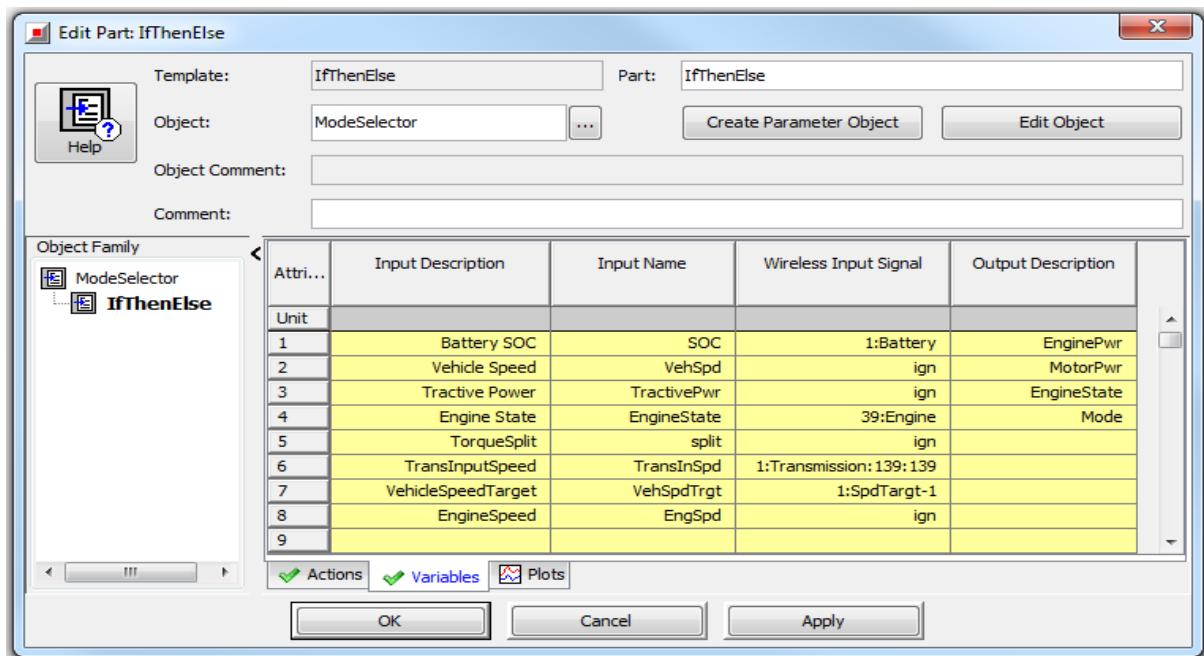 Edit Part: IfThenElse
Template: IfThenElse Part: IfThenElse
Help
Object: ModeSelector ... Create Parameter Object Edit Object
Object Comment:
Comment:
Object Family
ModeSelector
IfThenElse
Attri... Input Description Input Name Wireless Input Signal Output Description
Unit
1 Battery SOC SOC 1:Battery EnginePwr
2 Vehicle Speed VehSpd ign MotorPwr
3 Tractive Power TractivePwr ign EngineState
4 Engine State EngineState 39:Engine Mode
5 TorqueSplit split ign
6 TransInputSpeed TransInSpd 1:Transmission:139:139
7 VehicleSpeedTarget VehSpdTrgt 1:SpdTargt-1
8 EngineSpeed EngSpd ign
9
Actions Variables Plots
OK Cancel Apply